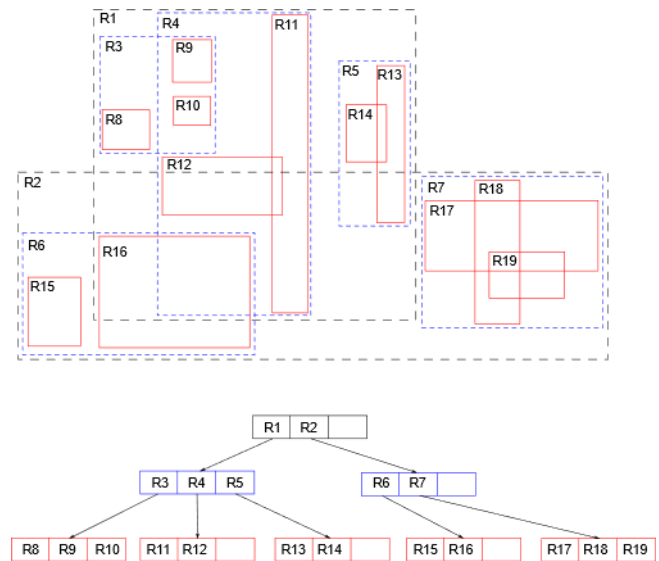 R1 R4 R11
R3 R9
R5 R13
R10
R8 R14
R12
R2 R7 R18
R17
R6
R16 R19
R15
R1 R2
R3 R4 R5 R6 R7
R8 R9 R10 R11 R12 R13 R14 R15 R16 R17 R18 R19